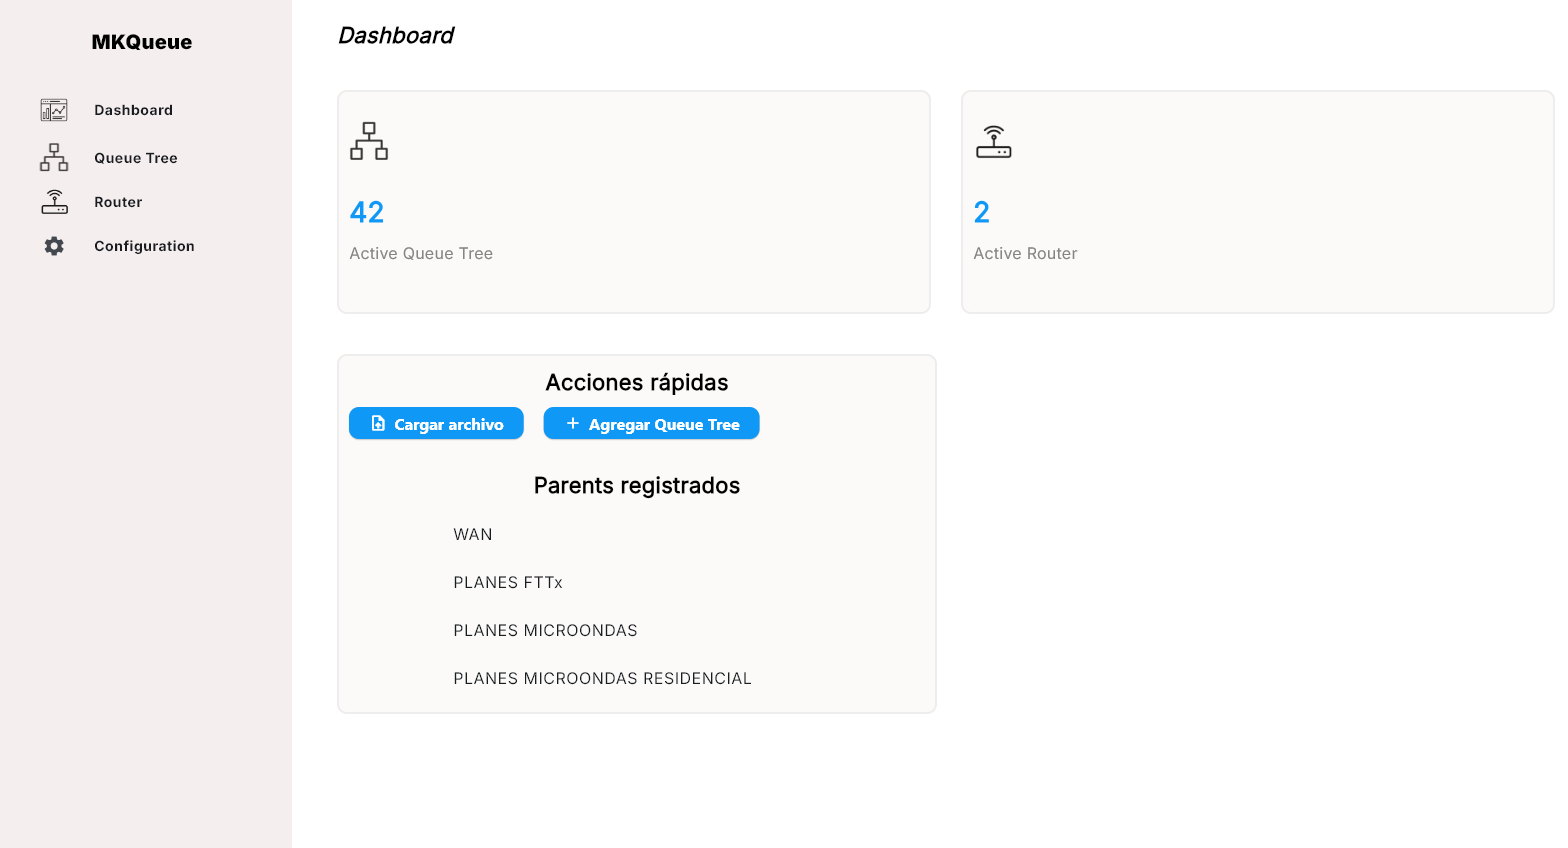 MKQueue
Dashboard
Queue Tree
Router
Configuration
Dashboard
42
Active Queue Tree
2
Active Router
Acciones rápidas
Cargar archivo
Agregar Queue Tree
Parents registrados
WAN
PLANES FTTx
PLANES MICROONDAS
PLANES MICROONDAS RESIDENCIAL